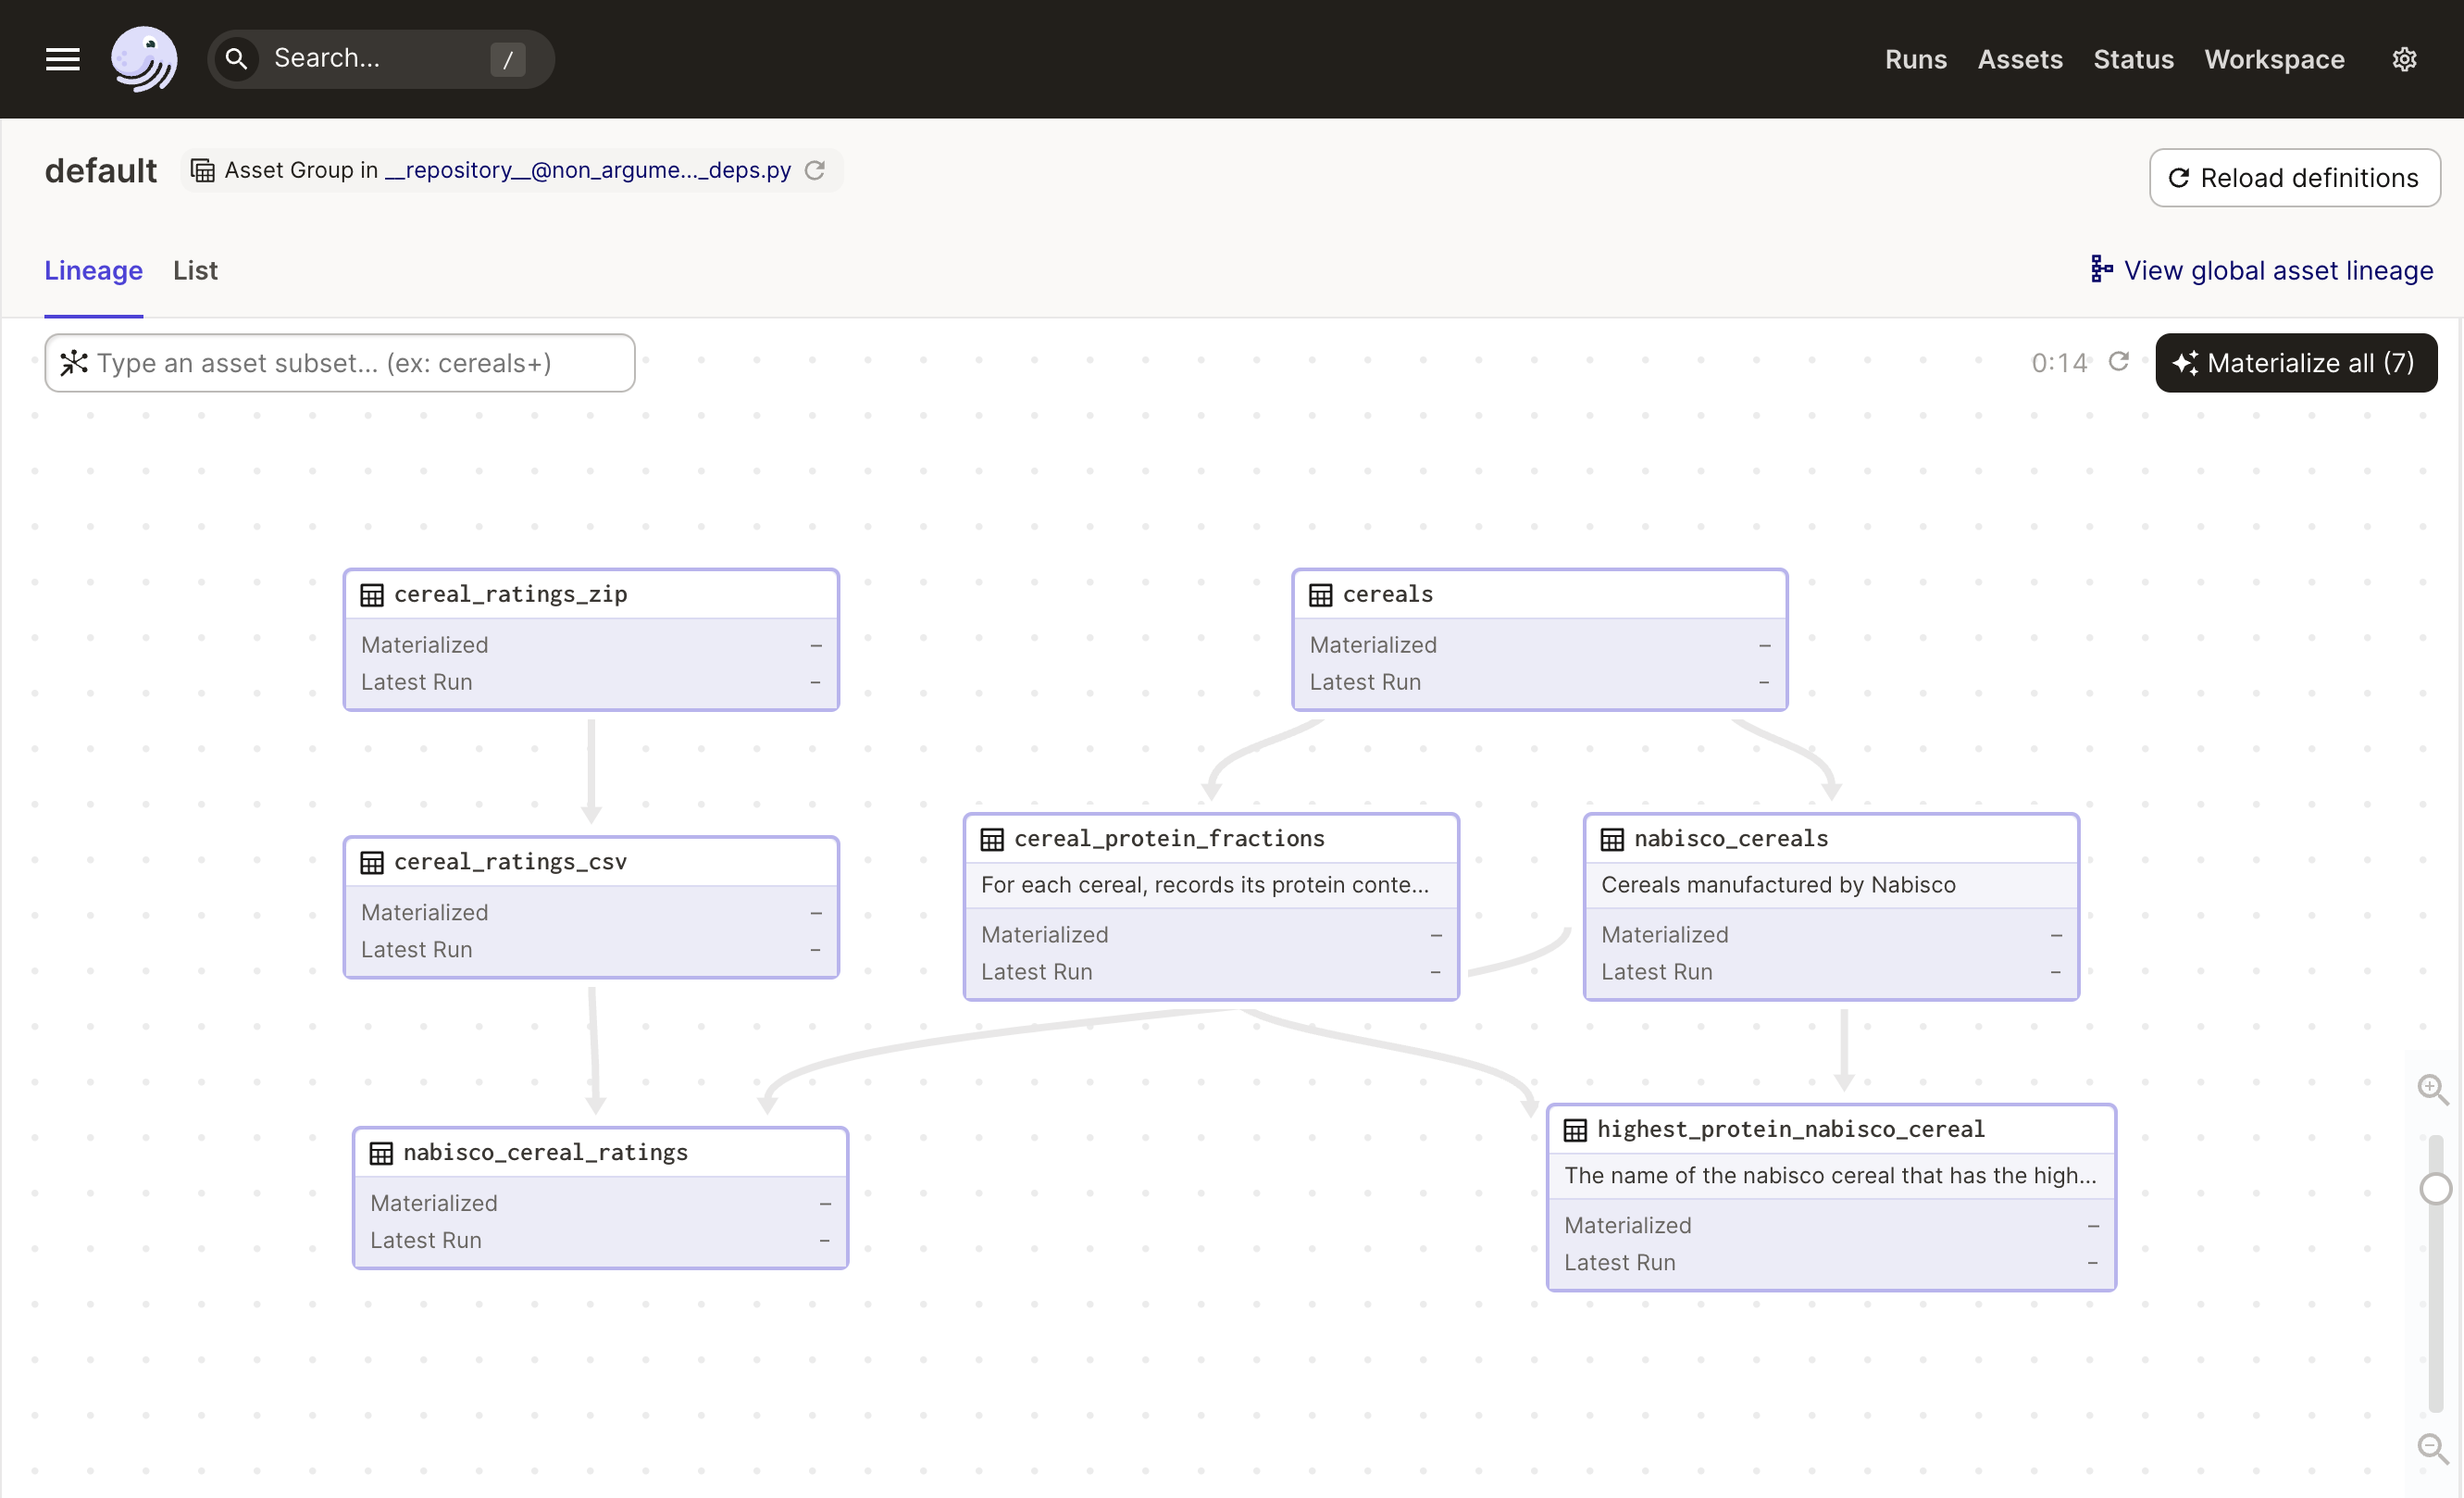 Search... /
Runs Assets Status Workspace
default Asset Group in __repository__@non_argume..._deps.py
Reload definitions
Lineage List
View global asset lineage
Type an asset subset... (ex: cereals+)
0:14 Materialize all (7)
cereal_ratings_zip
Materialized –
Latest Run –
cereals
Materialized –
Latest Run –
cereal_ratings_csv
Materialized –
Latest Run –
cereal_protein_fractions
For each cereal, records its protein conte...
Materialized –
Latest Run –
nabisco_cereals
Cereals manufactured by Nabisco
Materialized –
Latest Run –
nabisco_cereal_ratings
Materialized –
Latest Run –
highest_protein_nabisco_cereal
The name of the nabisco cereal that has the high...
Materialized –
Latest Run –